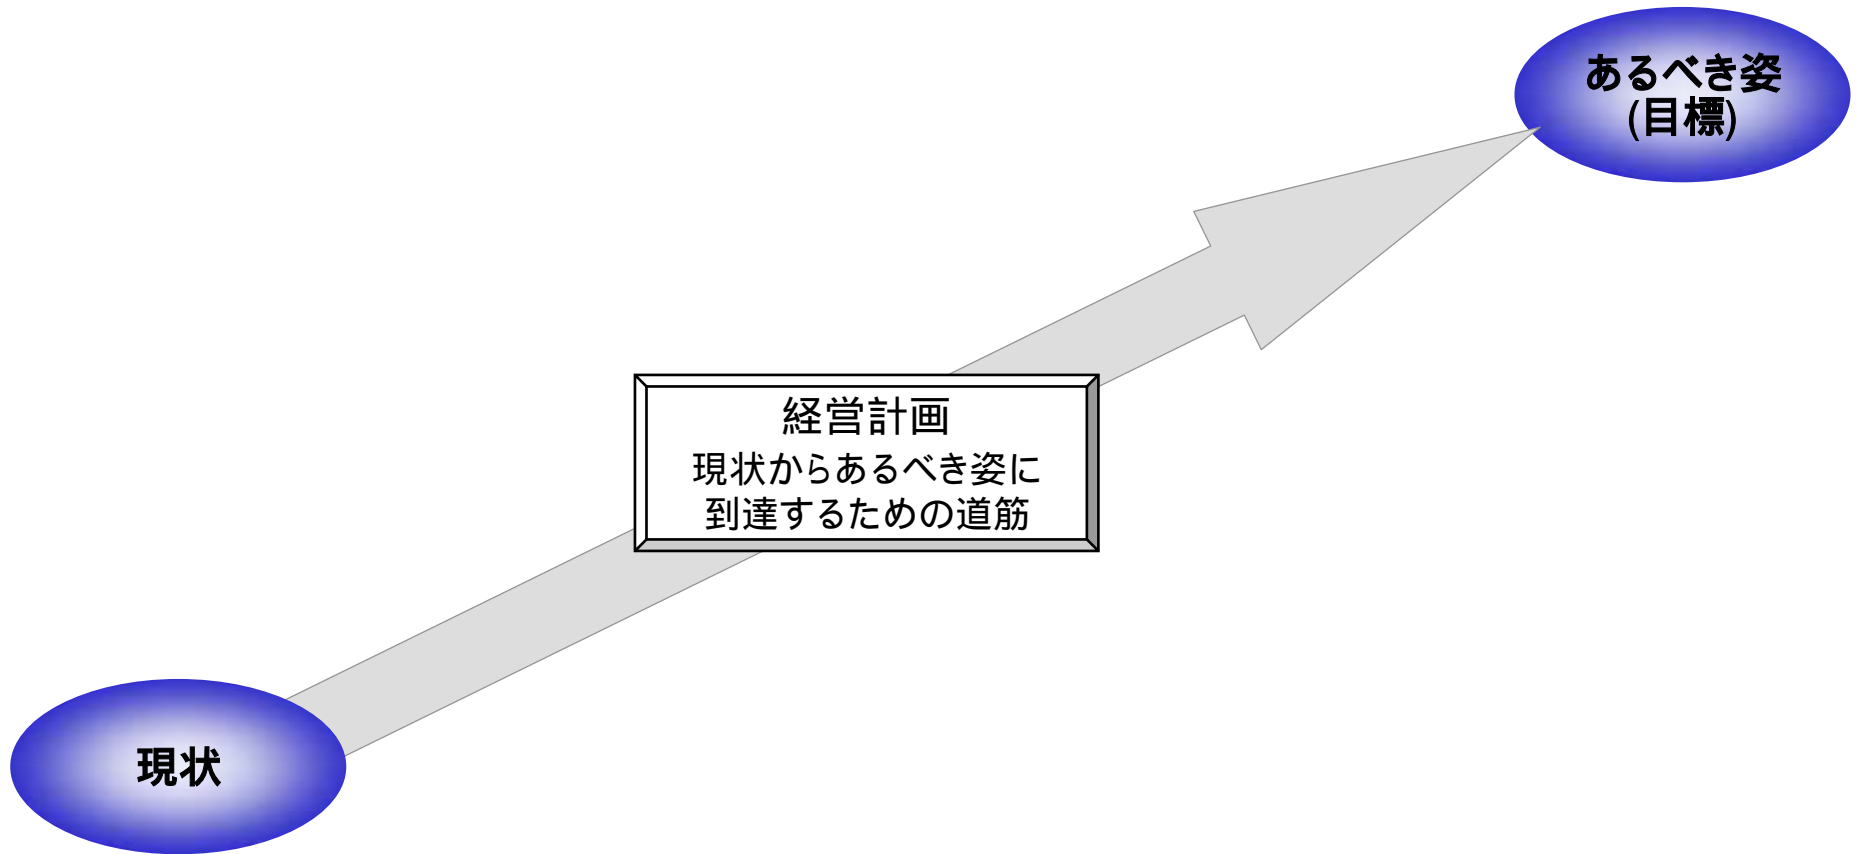 あるべき姿
(目標)
経営計画
現状からあるべき姿に
到達するための道筋
現状